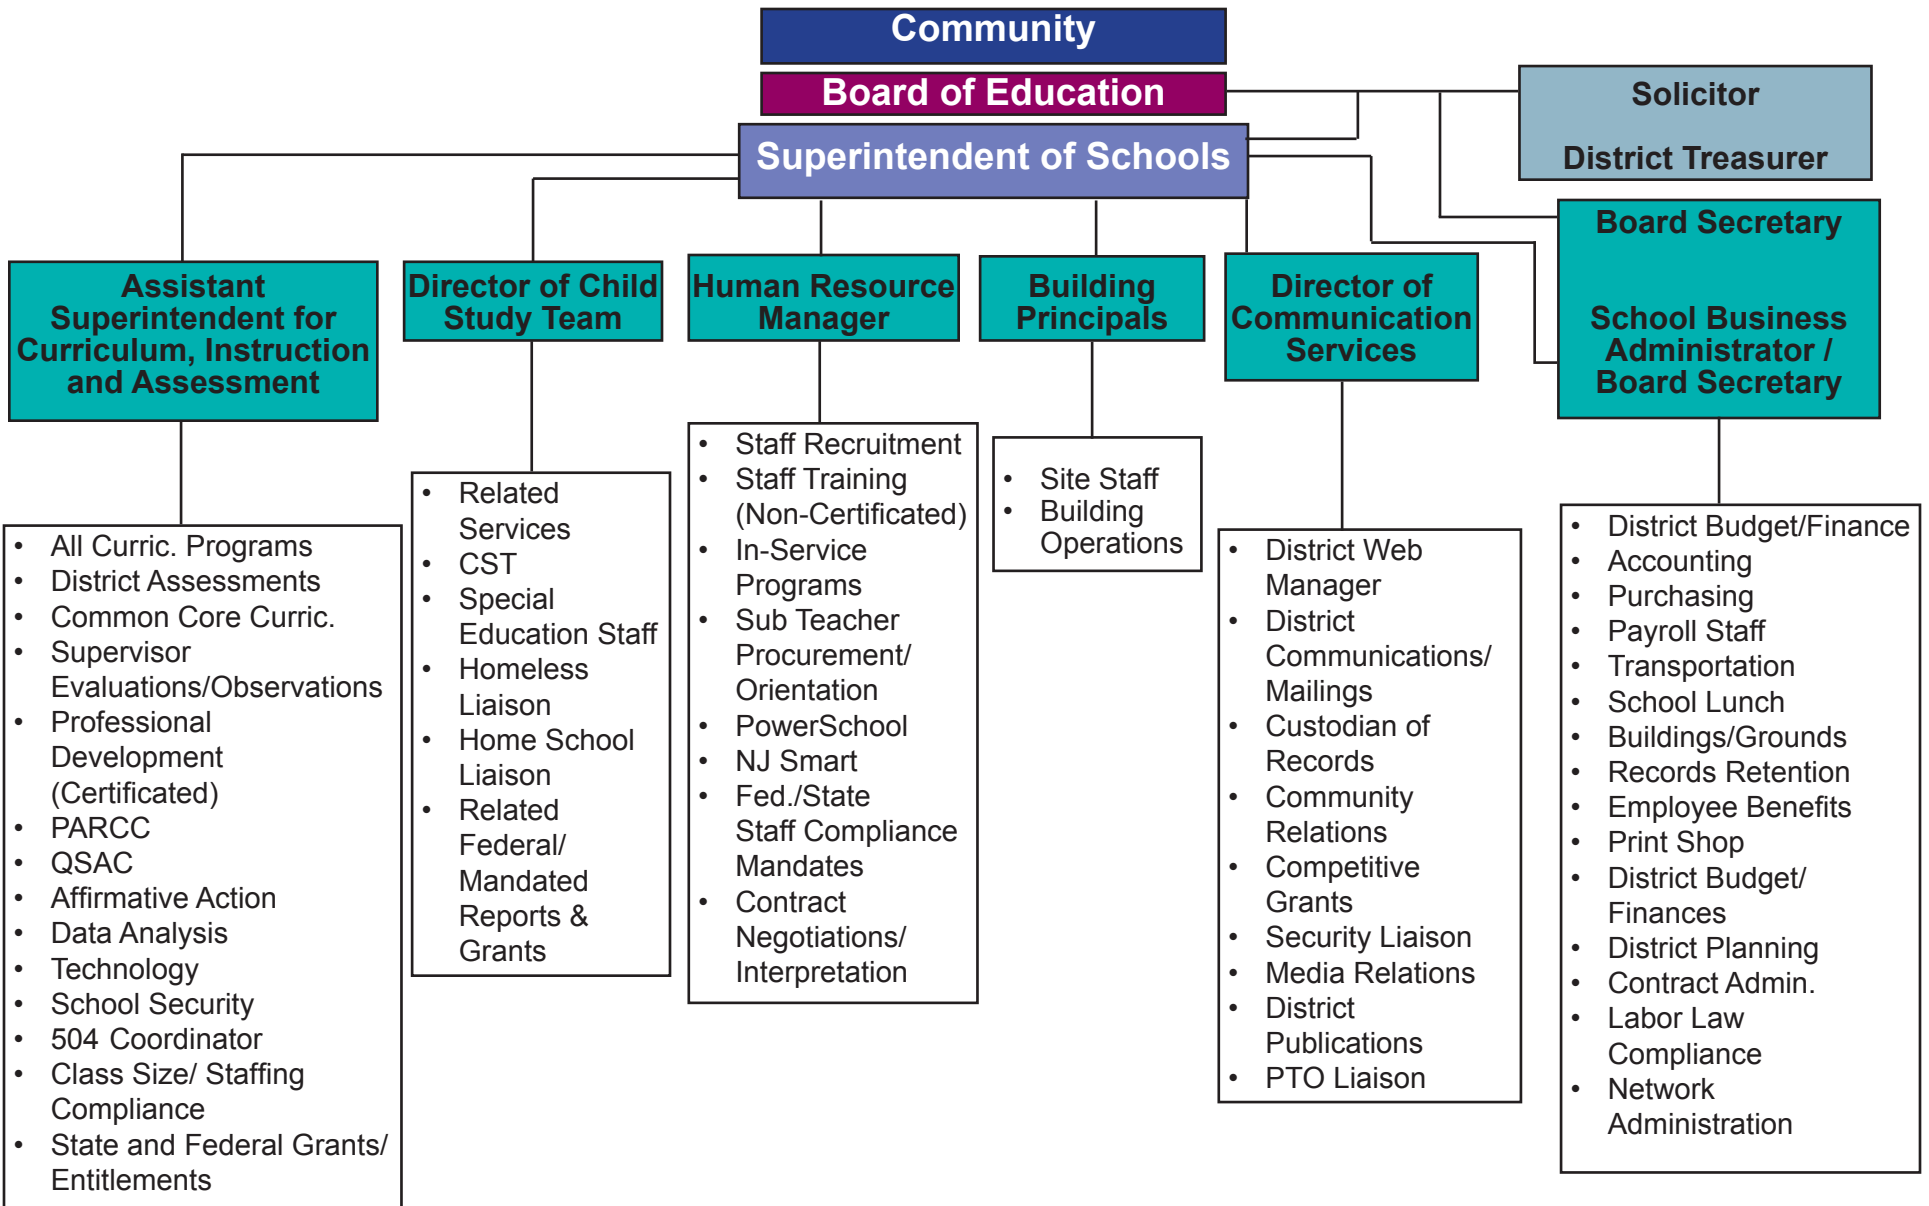 Community
Board of Education
Superintendent of Schools
Solicitor
District Treasurer
Assistant
Superintendent for
Curriculum, Instruction
and Assessment
Director of Child
Study Team
Human Resource
Manager
Building
Principals
Director of
Communication
Services
Board Secretary
School Business
Administrator /
Board Secretary
• All Curric. Programs
• District Assessments
• Common Core Curric.
• Supervisor
Evaluations/Observations
• Professional
Development
(Certificated)
• PARCC
• QSAC
• Affirmative Action
• Data Analysis
• Technology
• School Security
• 504 Coordinator
• Class Size/ Staffing
Compliance
• State and Federal Grants/
Entitlements
• Related
Services
• CST
• Special
Education Staff
• Homeless
Liaison
• Home School
Liaison
• Related
Federal/
Mandated
Reports &
Grants
• Staff Recruitment
• Staff Training
(Non-Certificated)
• In-Service
Programs
• Sub Teacher
Procurement/
Orientation
• PowerSchool
• NJ Smart
• Fed./State
Staff Compliance
Mandates
• Contract
Negotiations/
Interpretation
• Site Staff
• Building
Operations
• District Web
Manager
• District
Communications/
Mailings
• Custodian of
Records
• Community
Relations
• Competitive
Grants
• Security Liaison
• Media Relations
• District
Publications
• PTO Liaison
• District Budget/Finance
• Accounting
• Purchasing
• Payroll Staff
• Transportation
• School Lunch
• Buildings/Grounds
• Records Retention
• Employee Benefits
• Print Shop
• District Budget/
Finances
• District Planning
• Contract Admin.
• Labor Law
Compliance
• Network
Administration